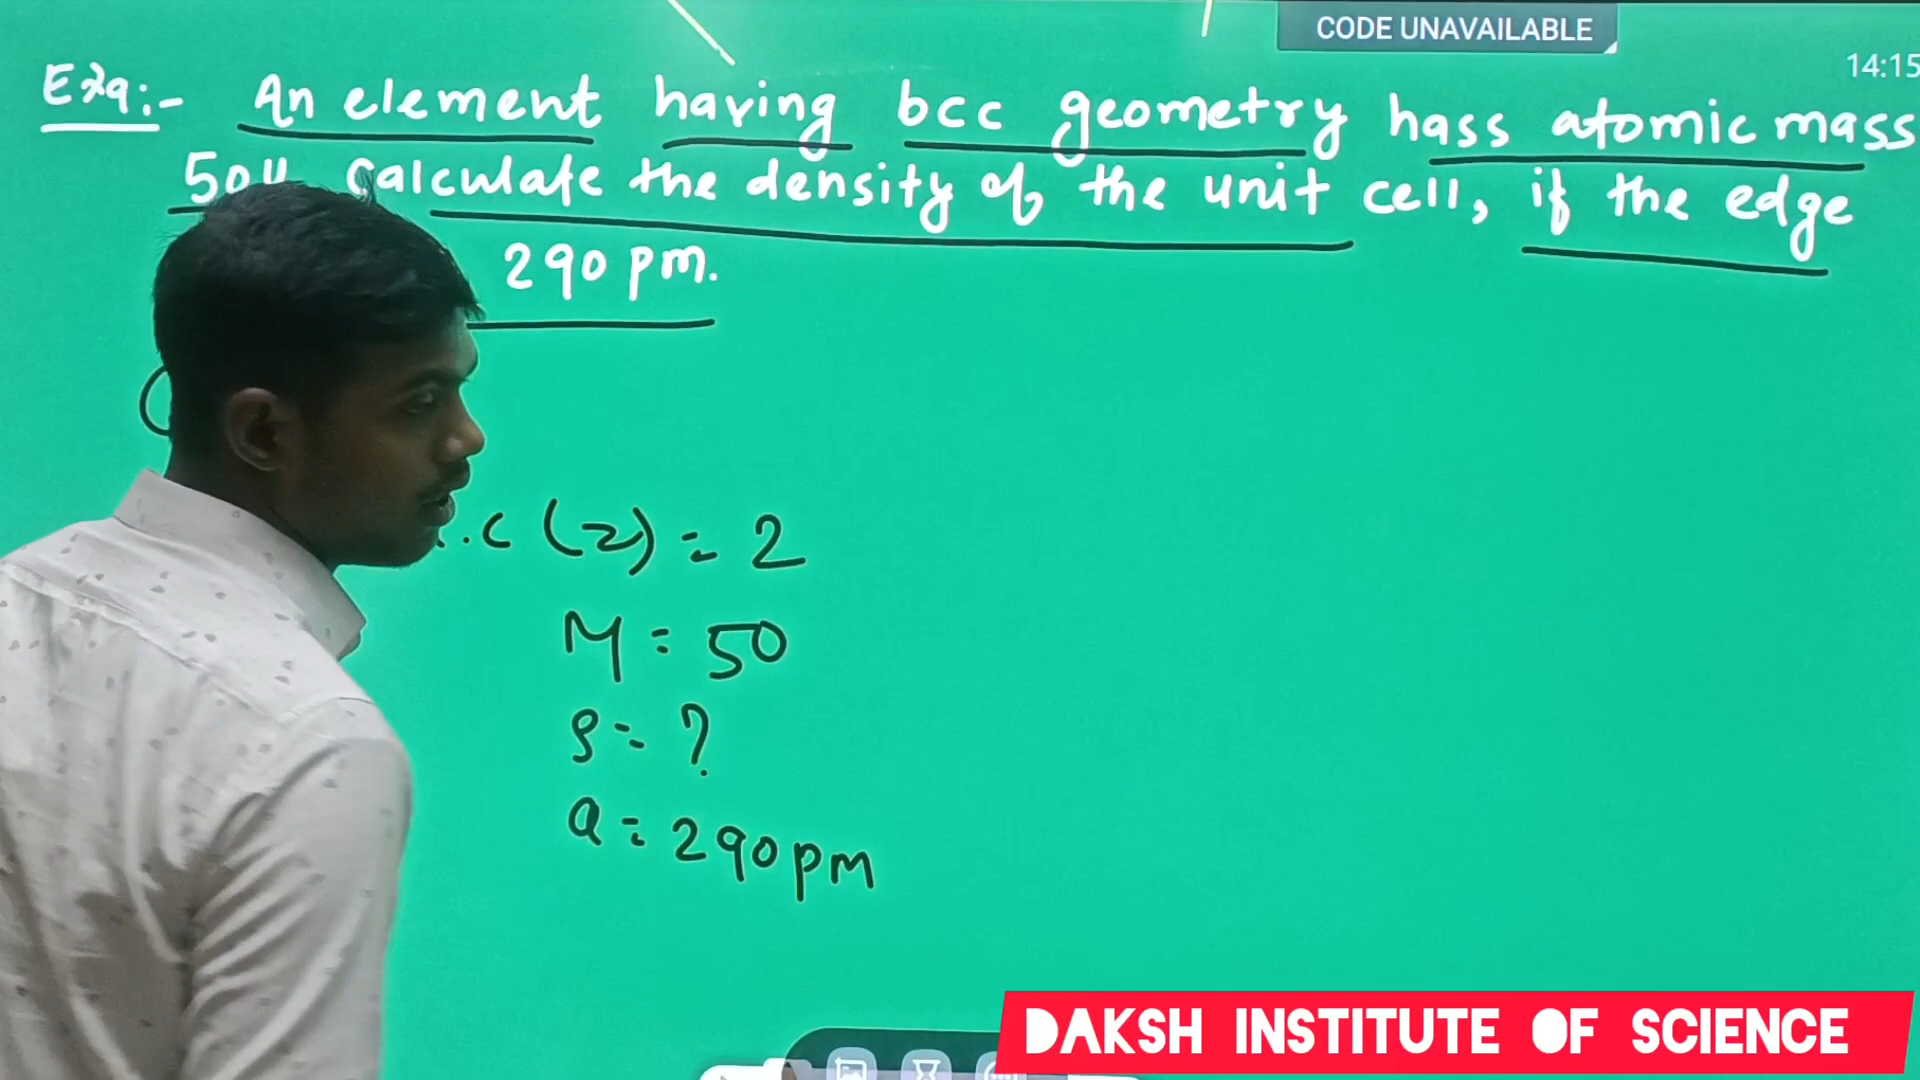 CODE UNAVAILABLE
14:15
Exa:- An element having bcc geometry hass atomic mass
50u calculate the density of the unit cell, if the edge
290 pm.
.c (z) = 2
M = 50
ρ = ?
a = 290pm
DAKSH INSTITUTE OF SCIENCE